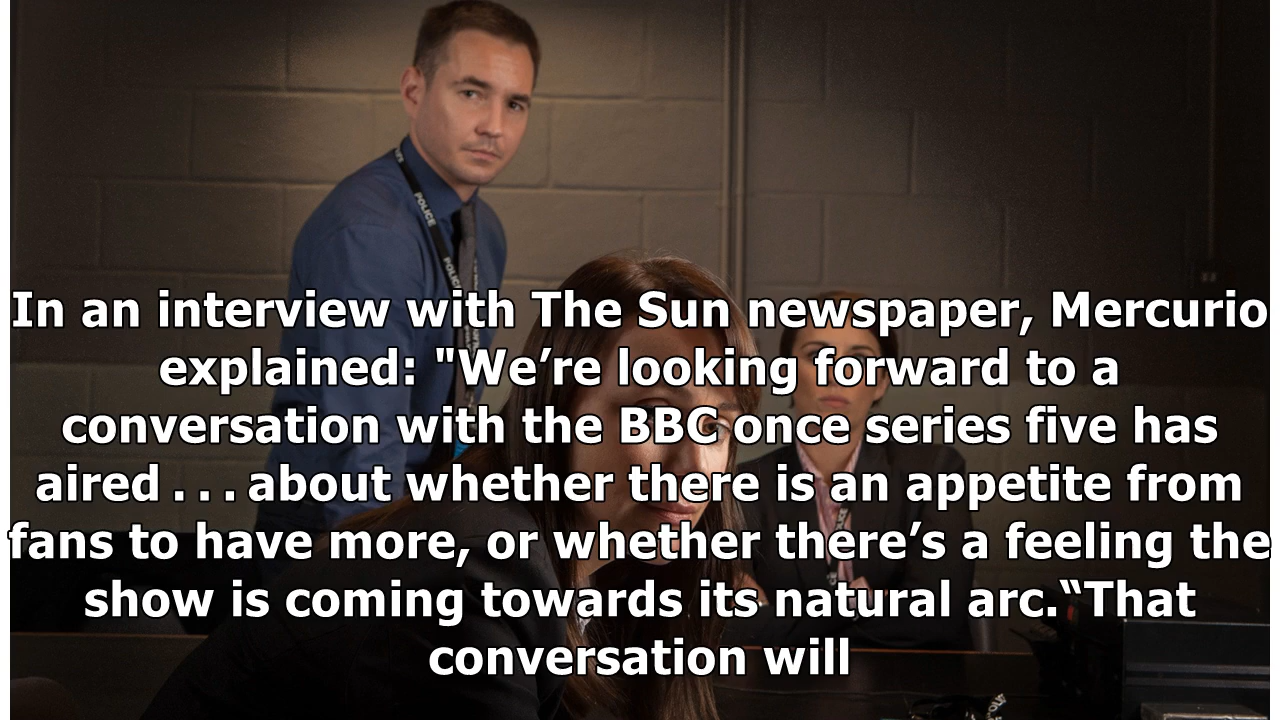 POLICE
In an interview with The Sun newspaper, Mercurio
explained: "We’re looking forward to a
conversation with the BBC once series five has
aired . . . about whether there is an appetite from
fans to have more, or whether there’s a feeling the
show is coming towards its natural arc.“That
conversation will